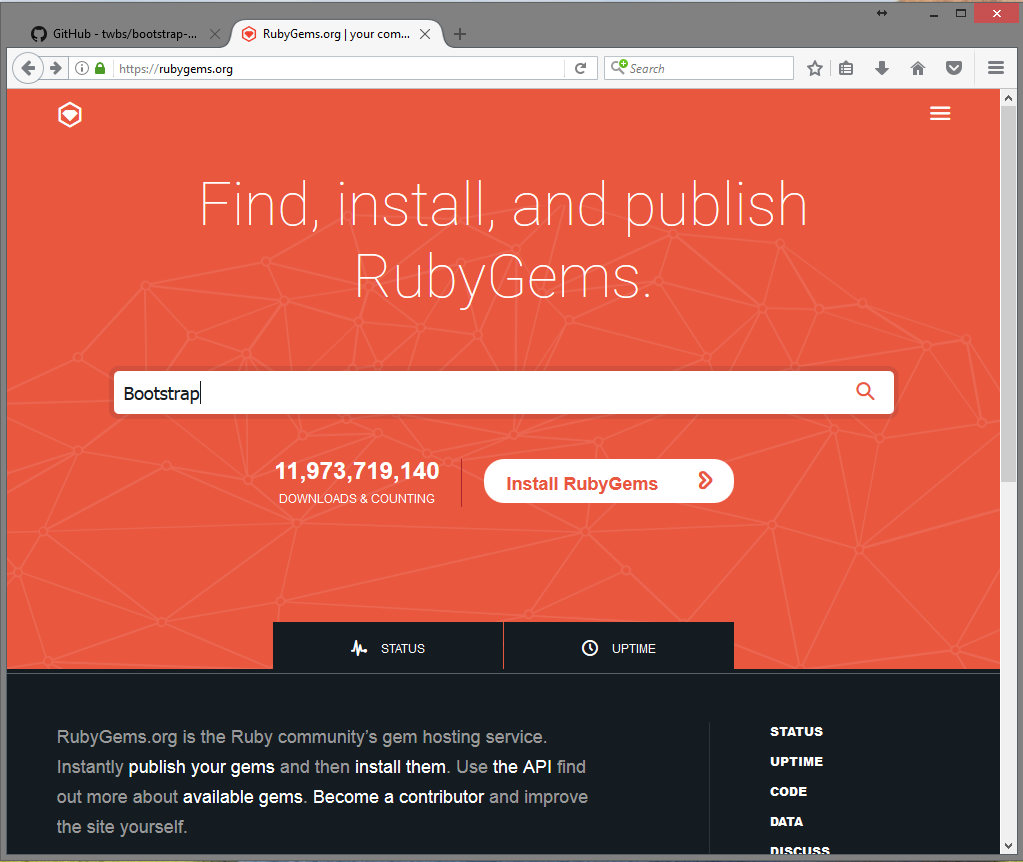 GitHub - twbs/bootstrap-...
RubyGems.org | your com...
https://rubygems.org
Search
Find, install, and publish
RubyGems.
Bootstrap
11,973,719,140
DOWNLOADS & COUNTING
Install RubyGems
STATUS
UPTIME
RubyGems.org is the Ruby community’s gem hosting service.
Instantly publish your gems and then install them. Use the API find
out more about available gems. Become a contributor and improve
the site yourself.
STATUS
UPTIME
CODE
DATA
DISCUSS